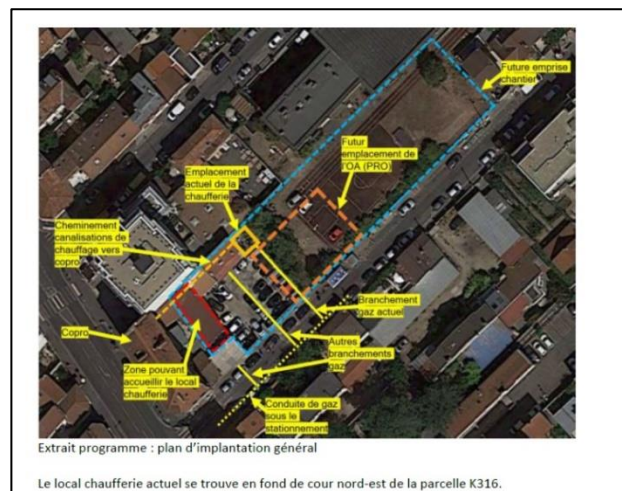 Future emprise
chantier
Futur
emplacement de
l'OA (PRO)
Emplacement
actuel de la
chaufferie
Cheminement
canalisations de
chauffage vers
copro
Copro
Zone pouvant
accueillir le local
chaufferie
Branchement
gaz actuel
Autres
branchements
gaz
Conduite de gaz
sous le
stationnement
Extrait programme : plan d'implantation général
Le local chaufferie actuel se trouve en fond de cour nord-est de la parcelle K316.